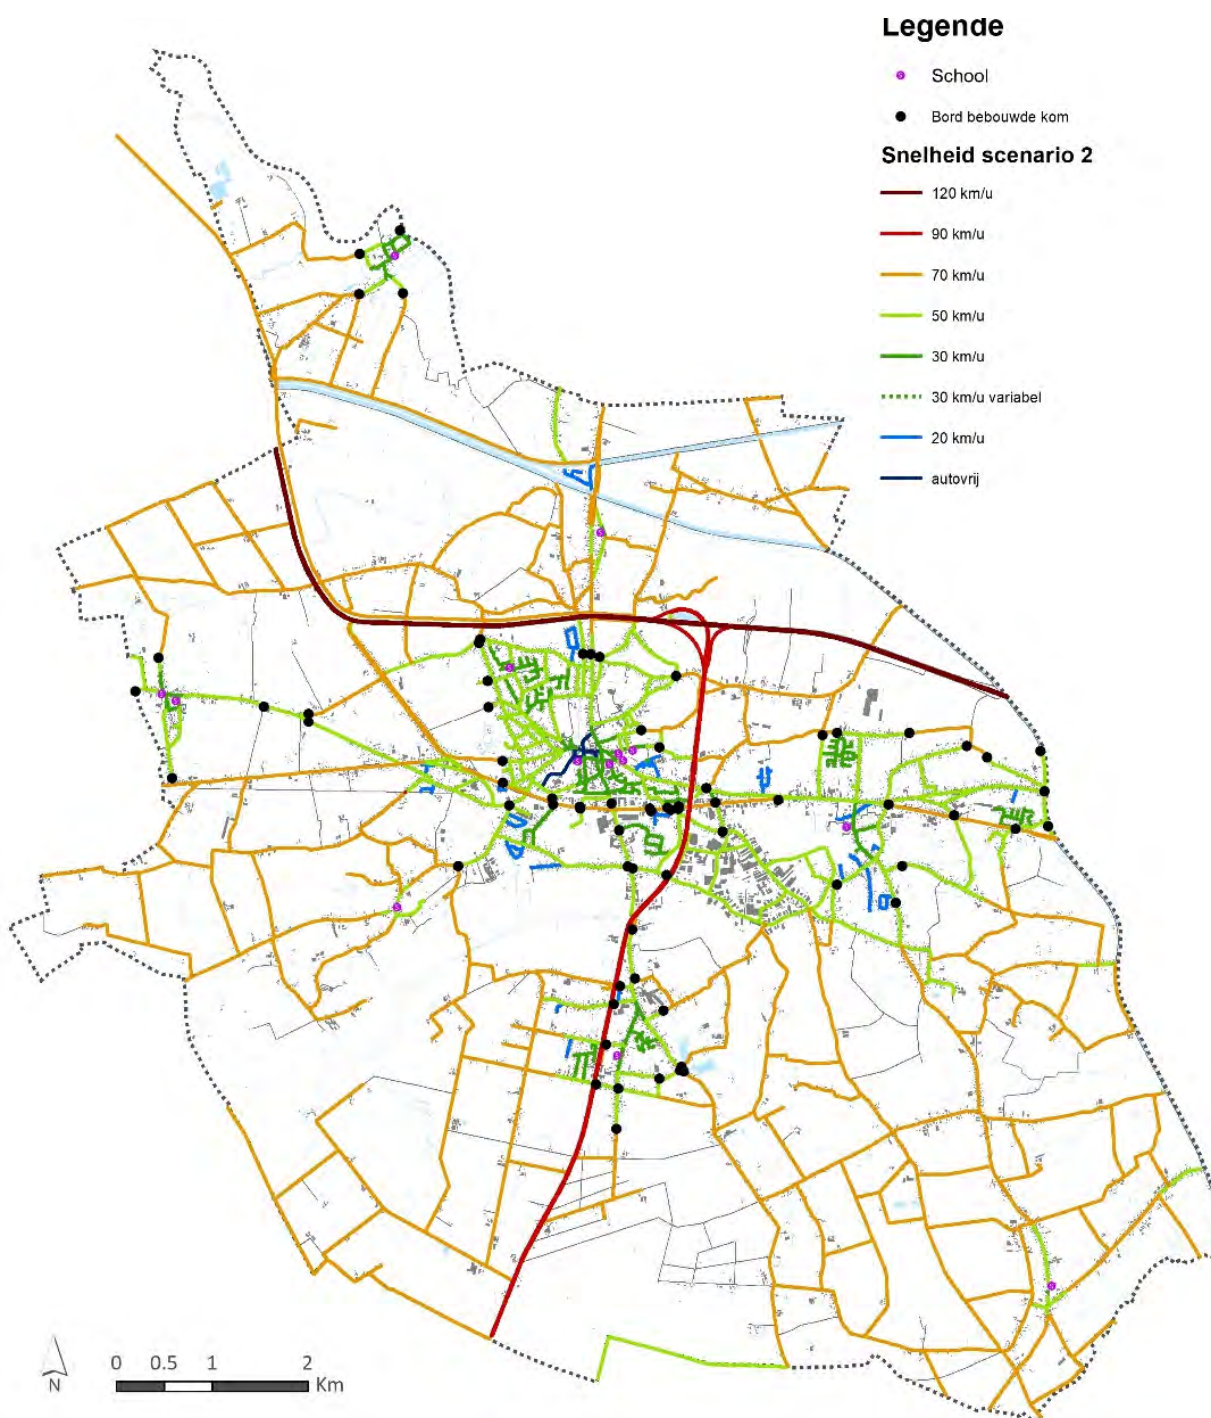 Legende
School
Bord bebouwde kom
Snelheid scenario 2
120 km/u
90 km/u
70 km/u
50 km/u
30 km/u
30 km/u variabel
20 km/u
autovrij
N
0 0.5 1 2
Km